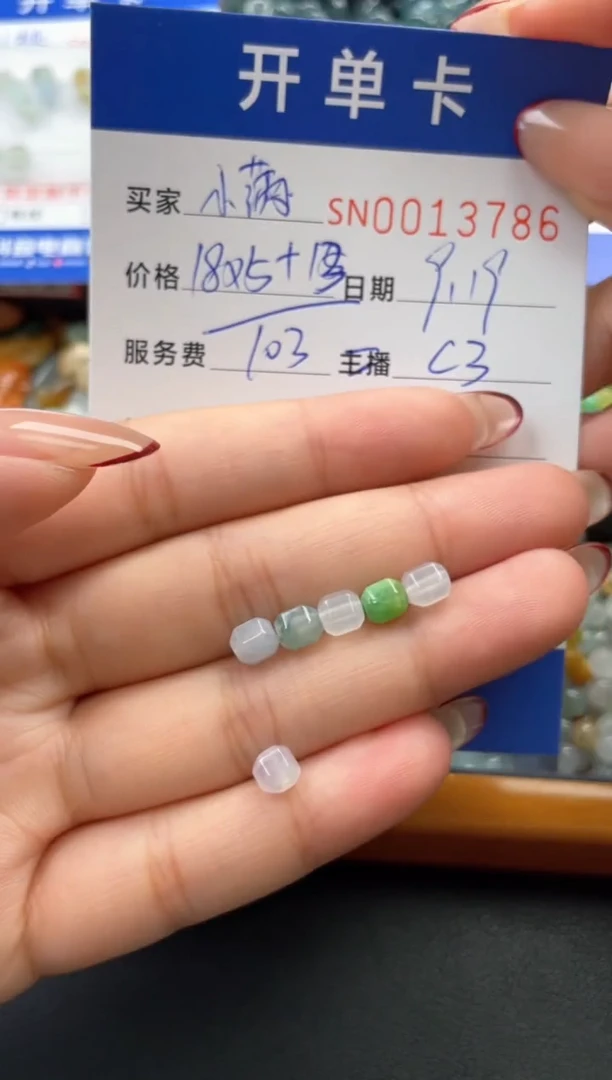 开单卡
买家 小满 SN0013786
价格 18x5+13 日期 9.19
服务费 103 主播 C3